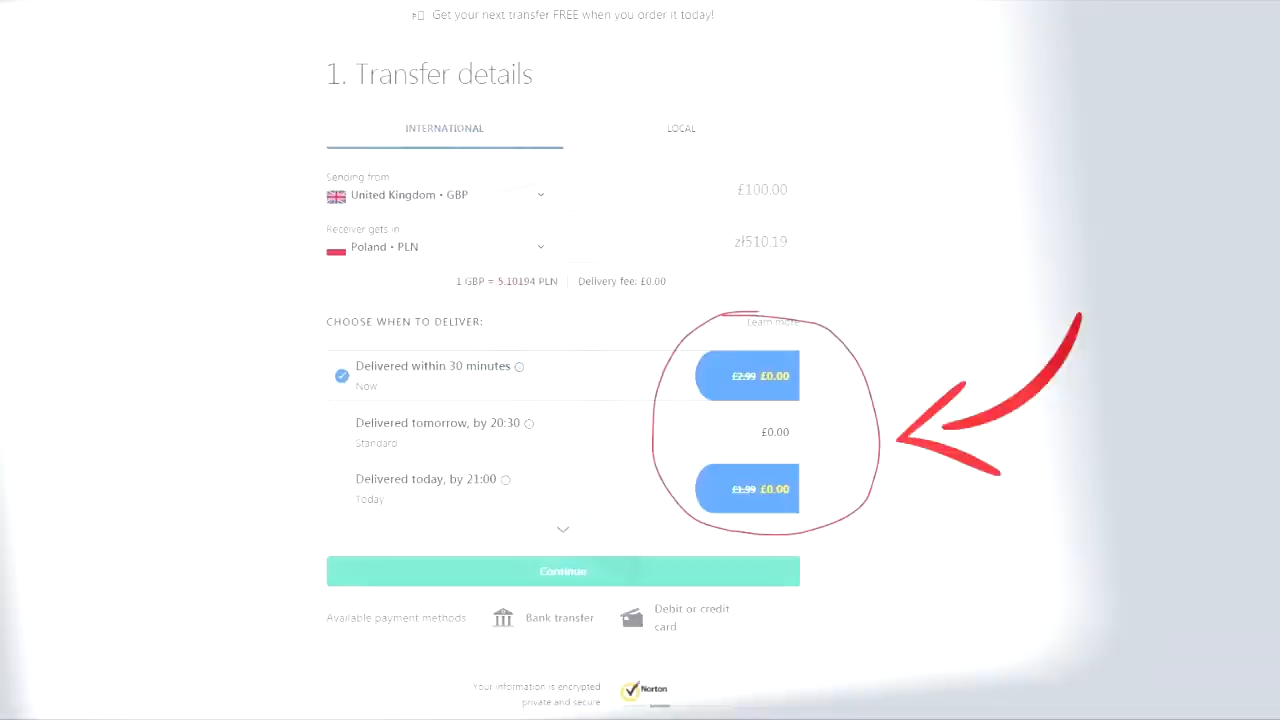 Get your next transfer FREE when you order it today!
1. Transfer details
INTERNATIONAL
LOCAL
Sending from
United Kingdom • GBP
£100.00
Receiver gets in
Poland • PLN
zł510.19
1 GBP = 5.10194 PLN
Delivery fee: £0.00
CHOOSE WHEN TO DELIVER:
Learn more
Delivered within 30 minutes
£2.99 £0.00
Now
Delivered tomorrow, by 20:30
£0.00
Standard
Delivered today, by 21:00
£1.99 £0.00
Today
Continue
Available payment methods
Bank transfer
Debit or credit
card
Your information is encrypted
private and secure
Norton